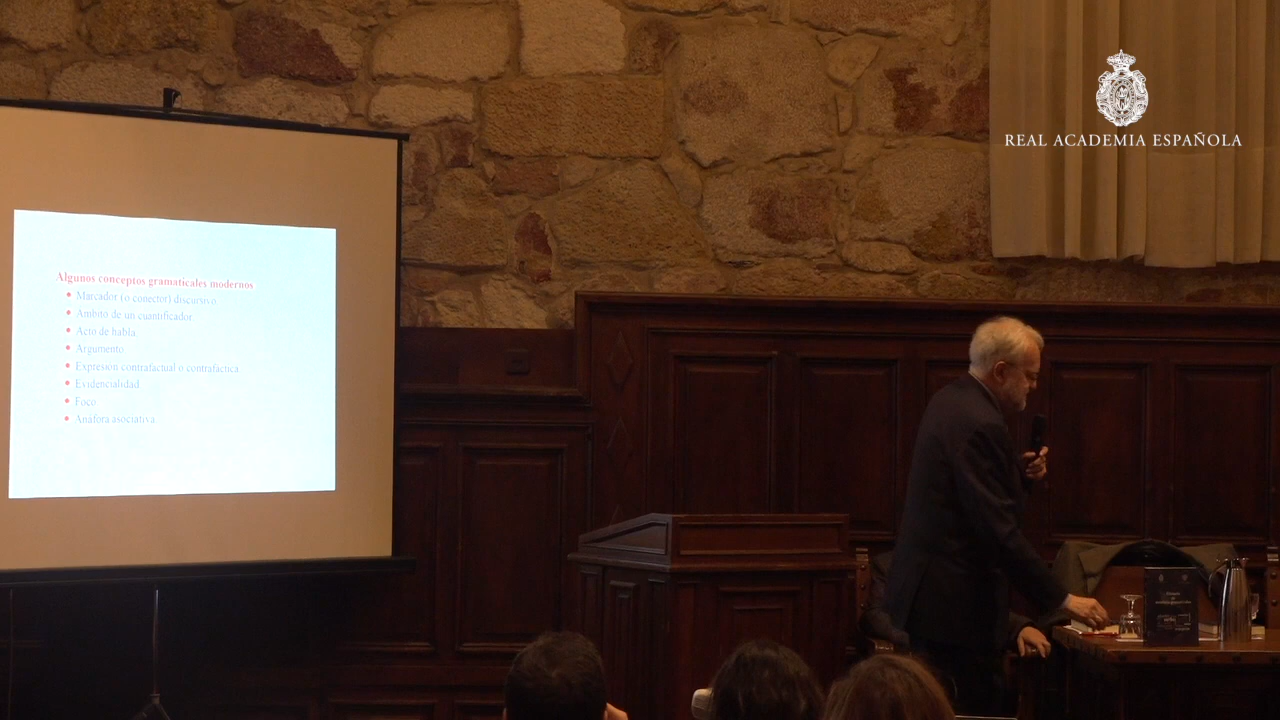 REAL ACADEMIA ESPAÑOLA
Algunos conceptos gramaticales modernos
Marcador (o conector) discursivo
Ámbito de un cuantificador
Acto de habla
Argumento
Expresión contrafactual o contrafáctica
Evidencialidad
Foco
Anáfora asociativa